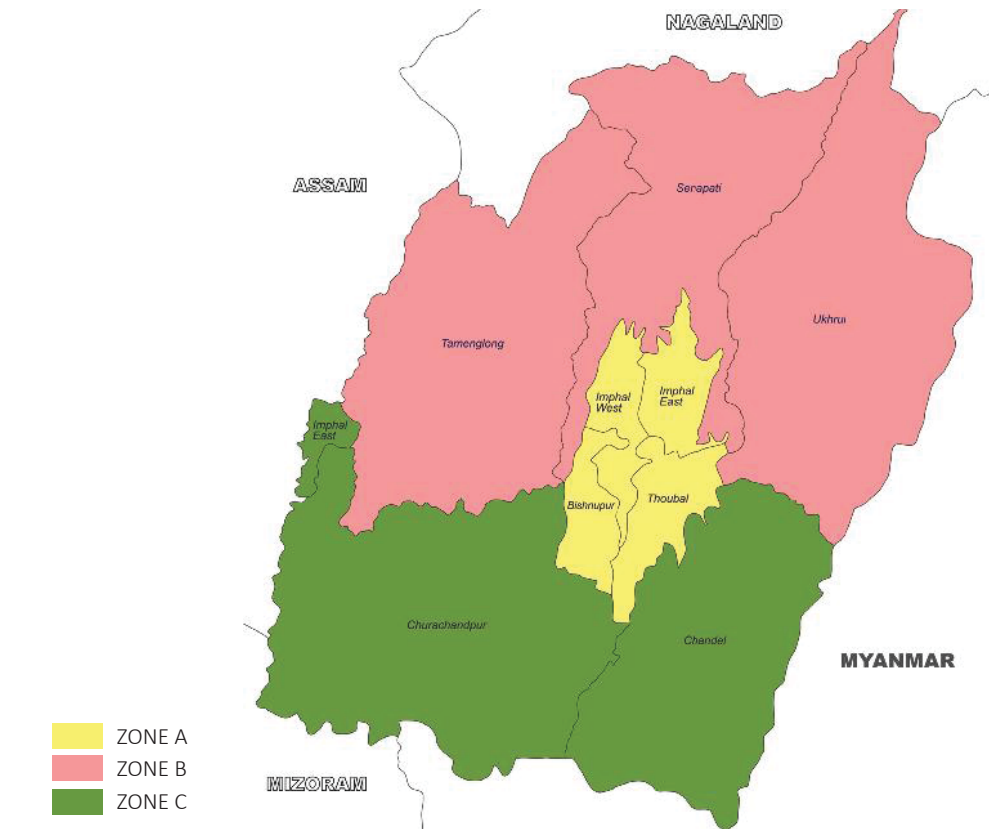 NAGALAND
ASSAM
Senapati
Ukhrul
Tamenglong
Imphal
West
Imphal
East
Imphal
East
Bishnupur
Thoubal
Churachandpur
Chandel
MYANMAR
ZONE A
ZONE B
ZONE C
MIZORAM